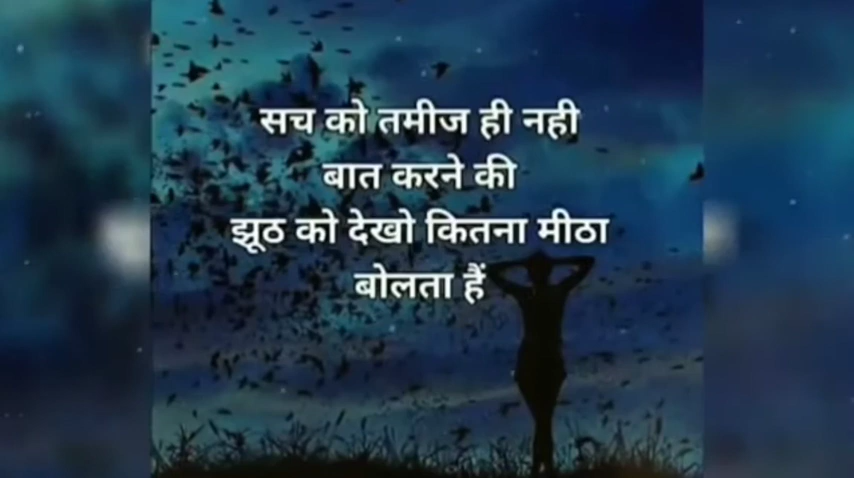 सच को तमीज ही नही
बात करने की
झूठ को देखो कितना मीठा
बोलता हैं